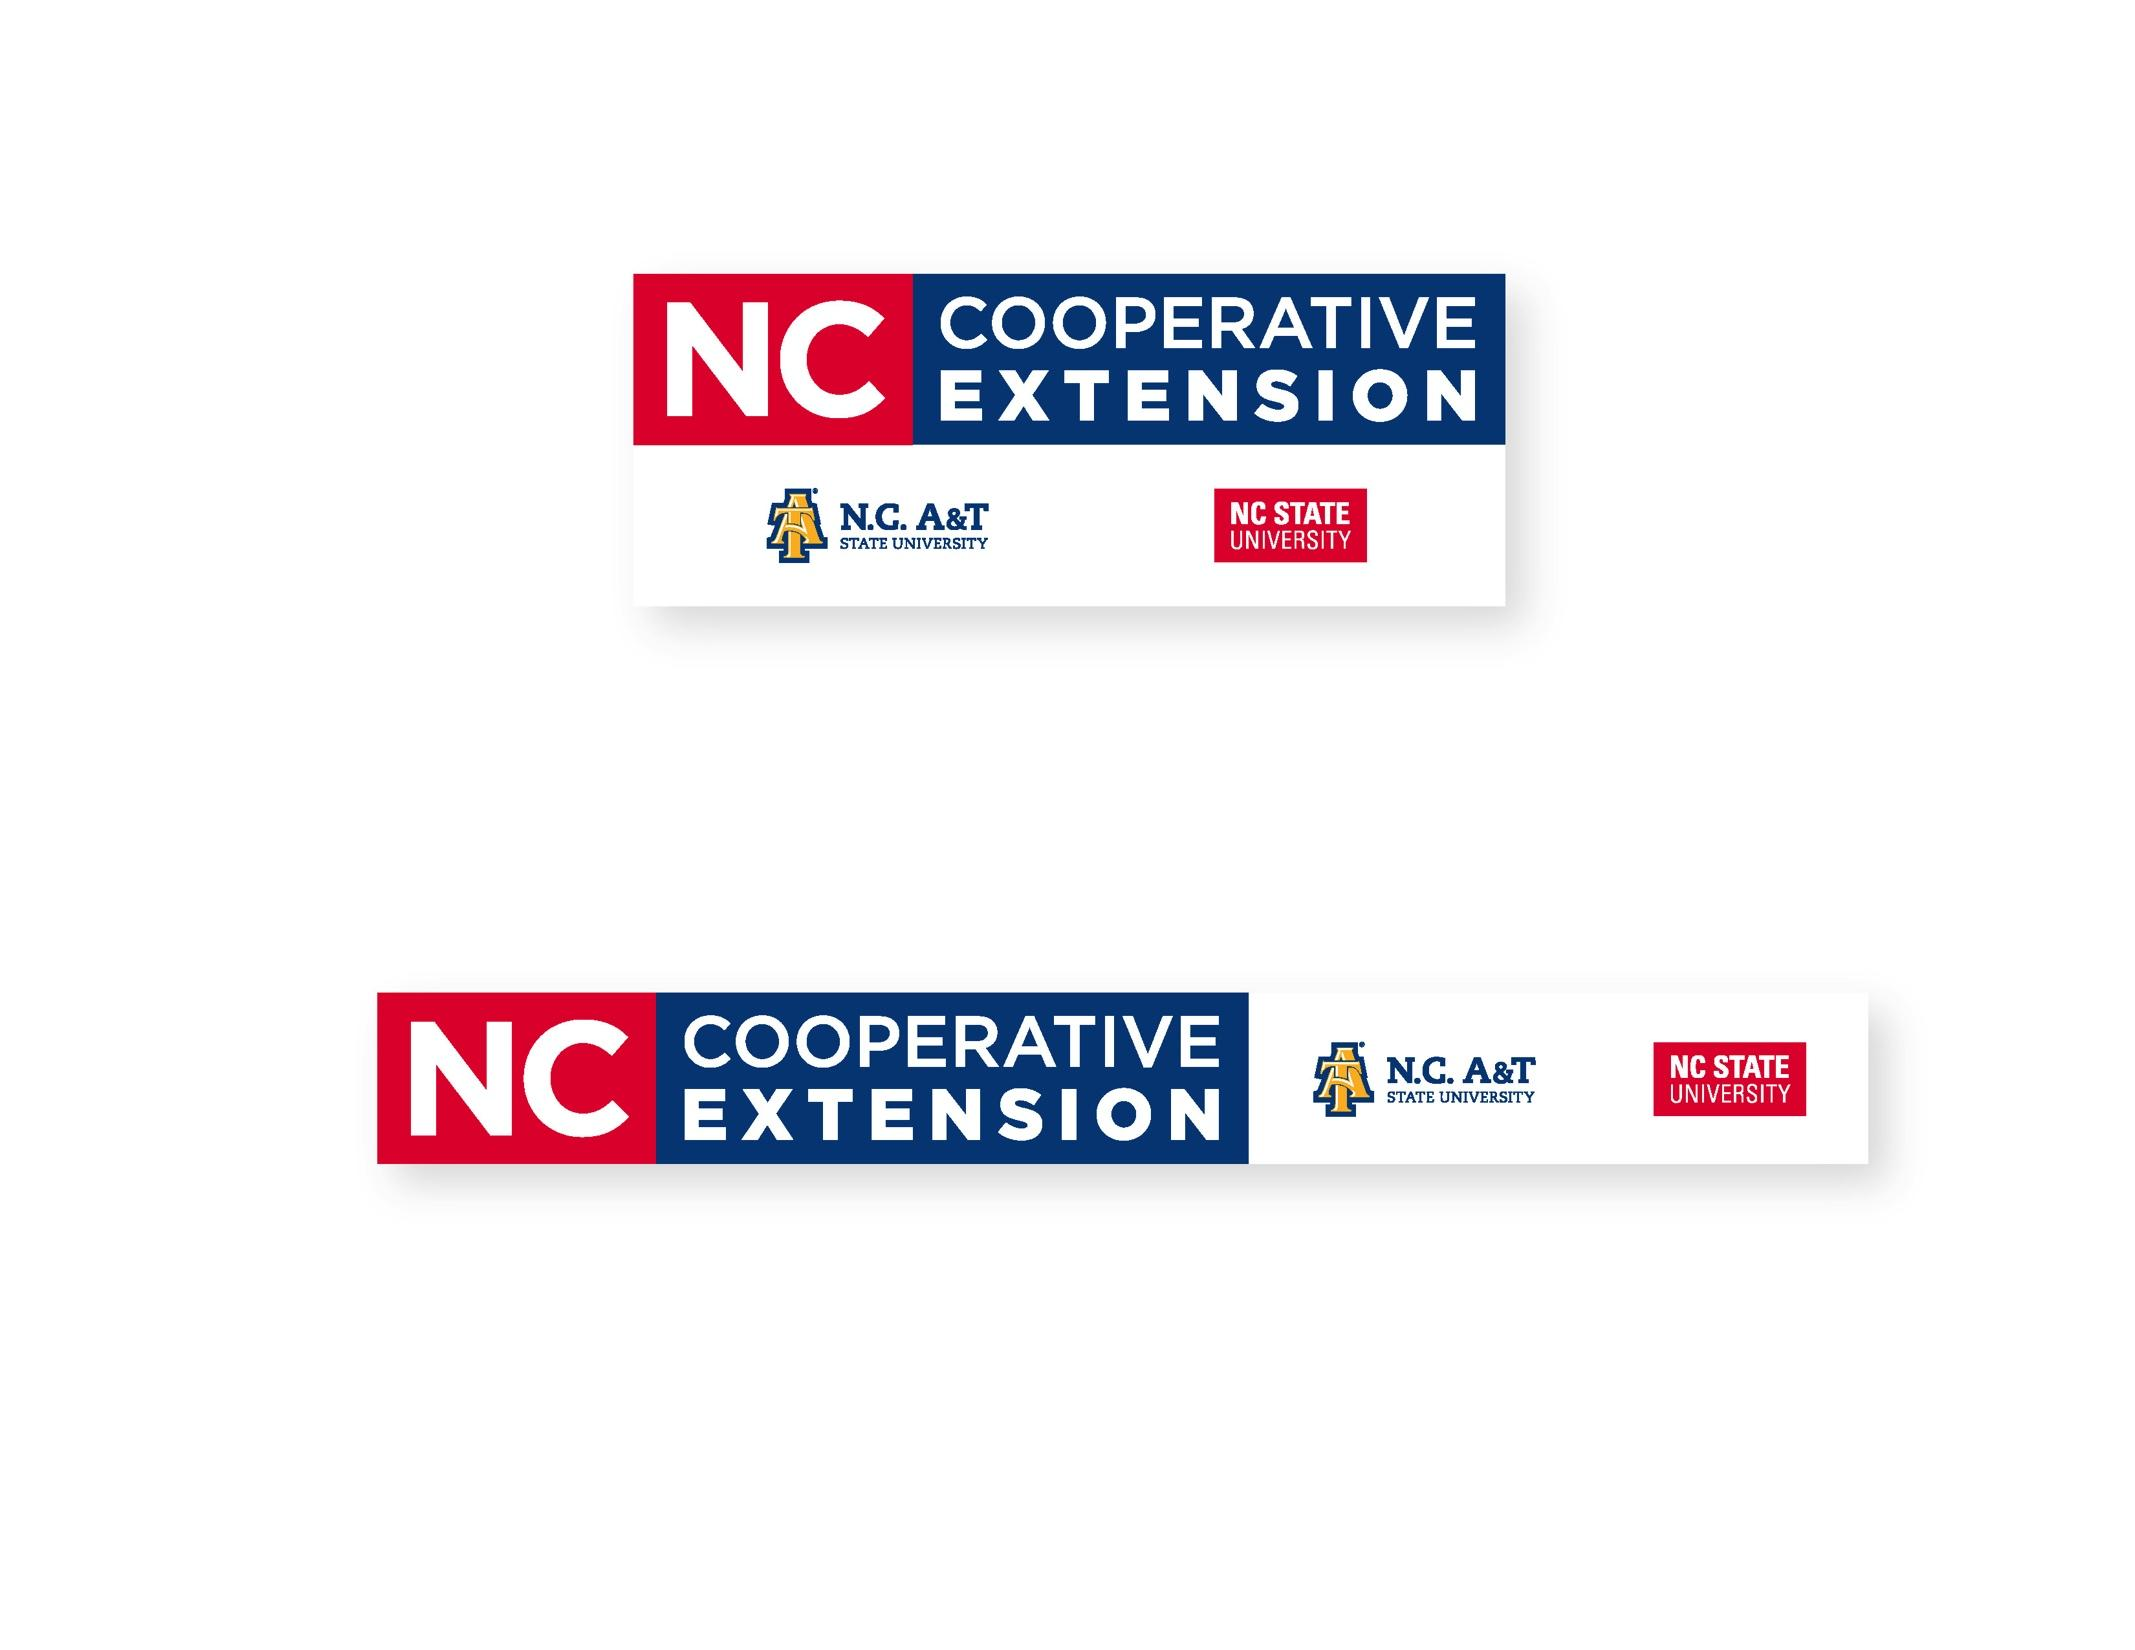 NC COOPERATIVE
EXTENSION
N.C. A&T
STATE UNIVERSITY
NC STATE
UNIVERSITY
NC COOPERATIVE
EXTENSION
N.C. A&T
STATE UNIVERSITY
NC STATE
UNIVERSITY